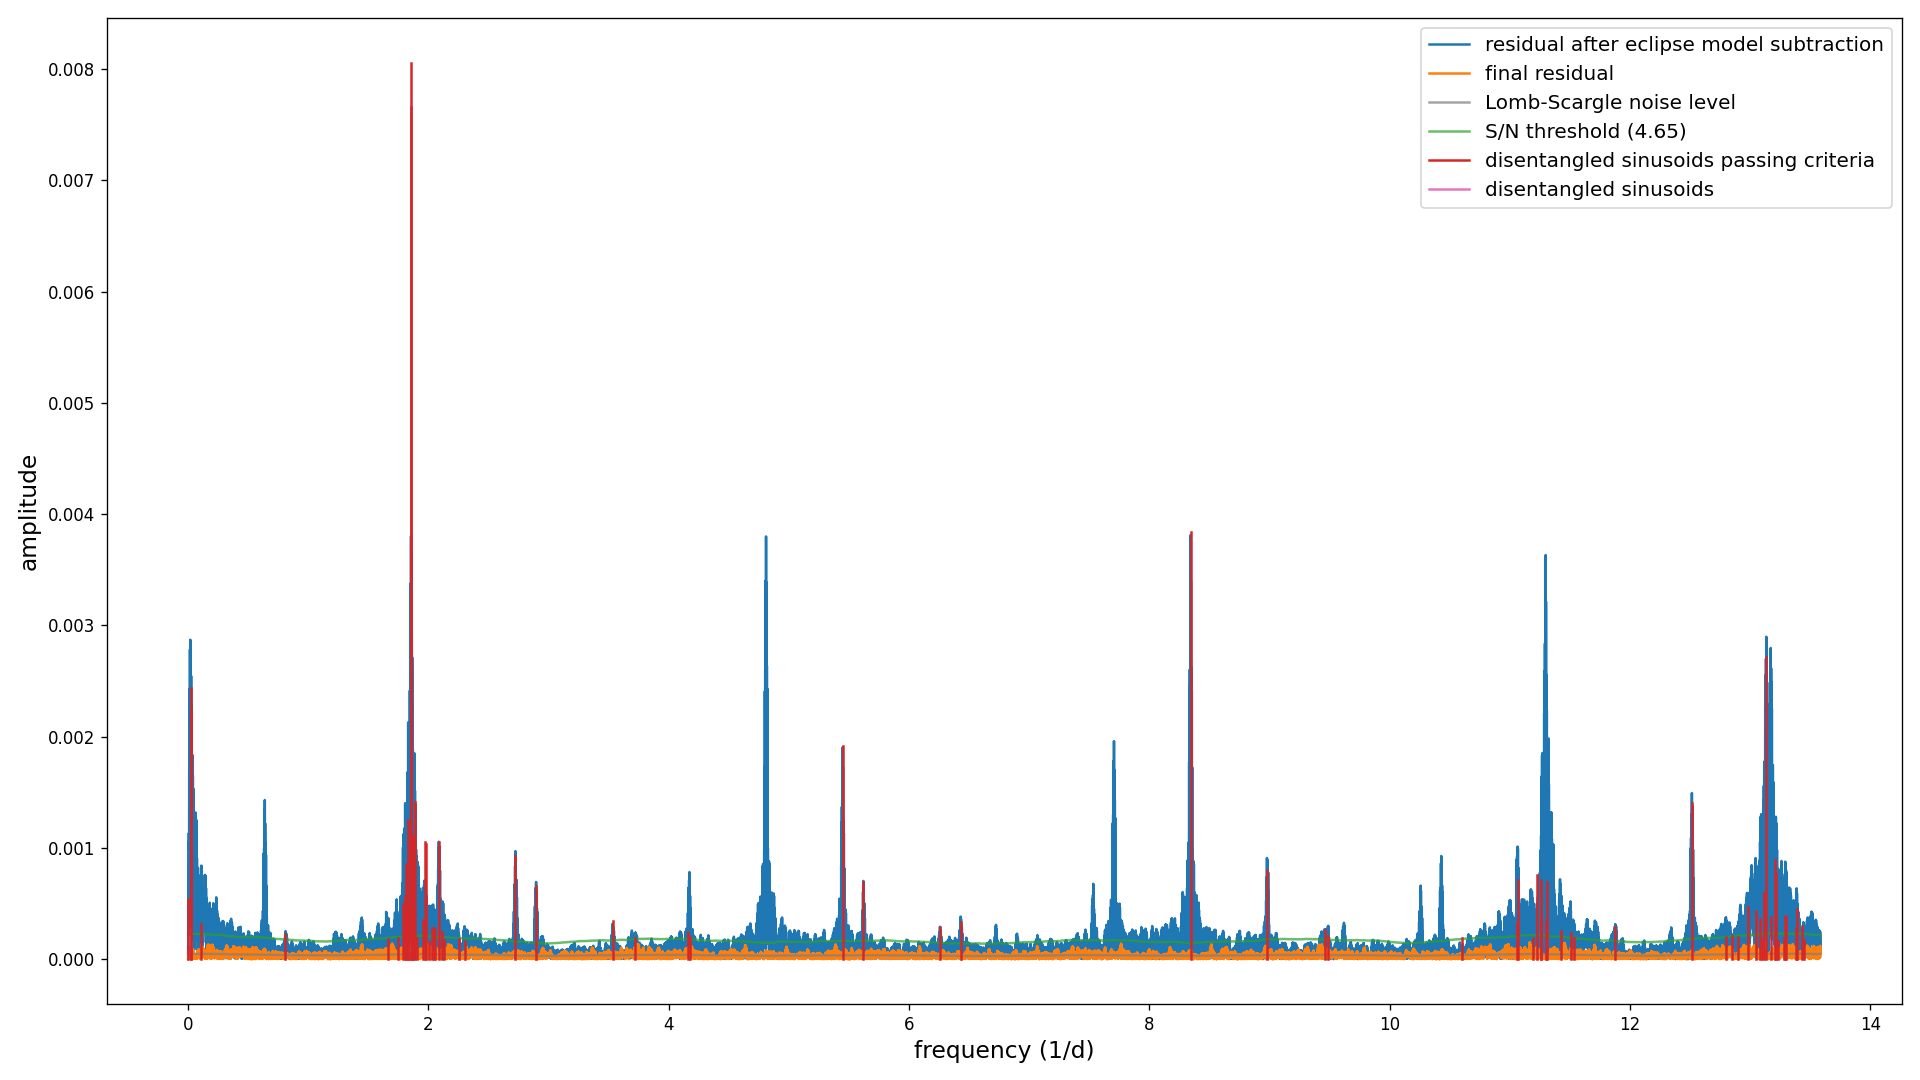 residual after eclipse model subtraction
final residual
Lomb-Scargle noise level
S/N threshold (4.65)
disentangled sinusoids passing criteria
disentangled sinusoids
0.008
0.007
0.006
0.005
0.004
0.003
0.002
0.001
0.000
amplitude
0 2 4 6 8 10 12 14
frequency (1/d)